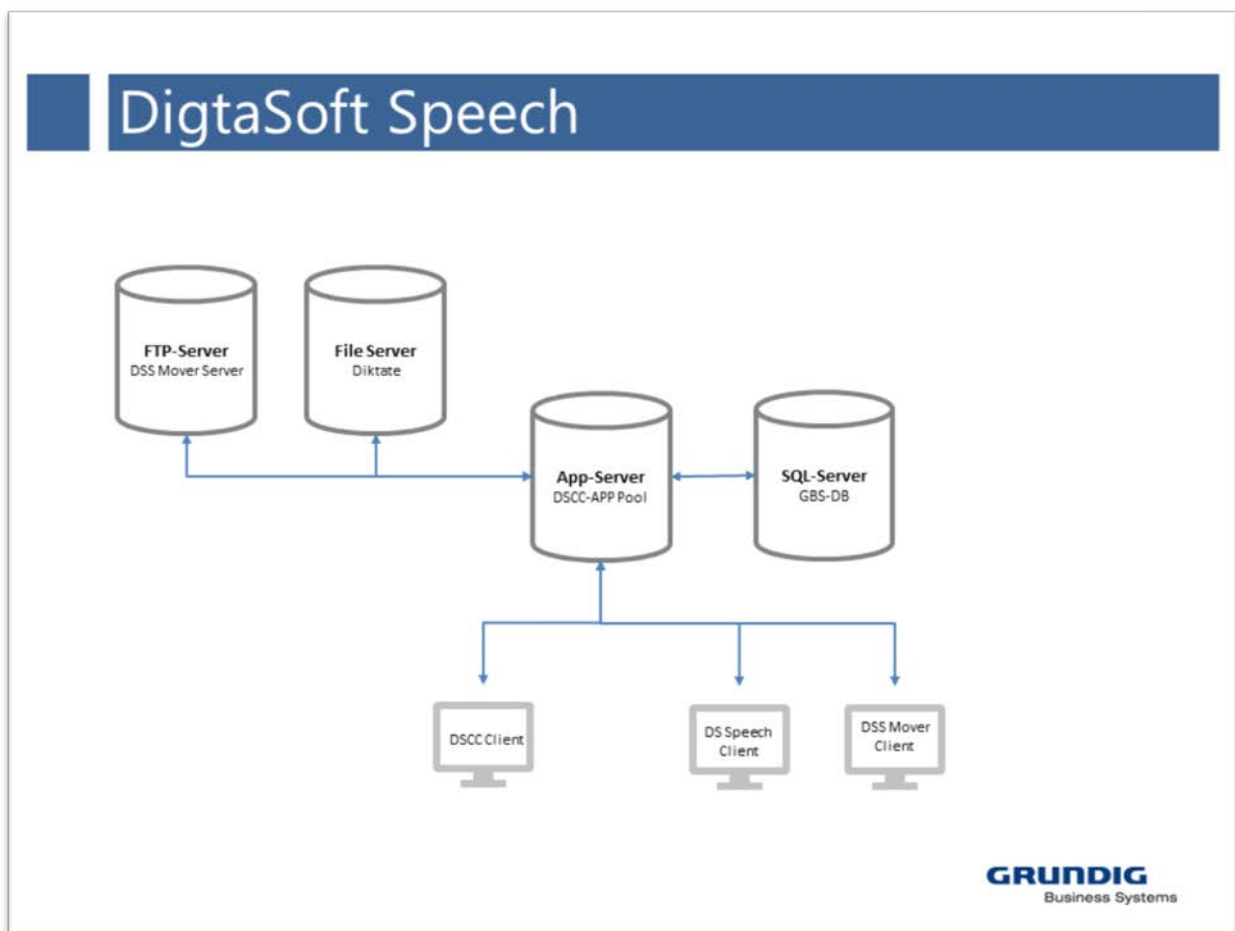 DigtaSoft Speech
FTP-Server
DSS Mover Server
File Server
Diktate
App-Server
DSCC-APP Pool
SQL-Server
GBS-DB
DSCC Client
DS Speech
Client
DSS Mover
Client
GRUNDIG
Business Systems